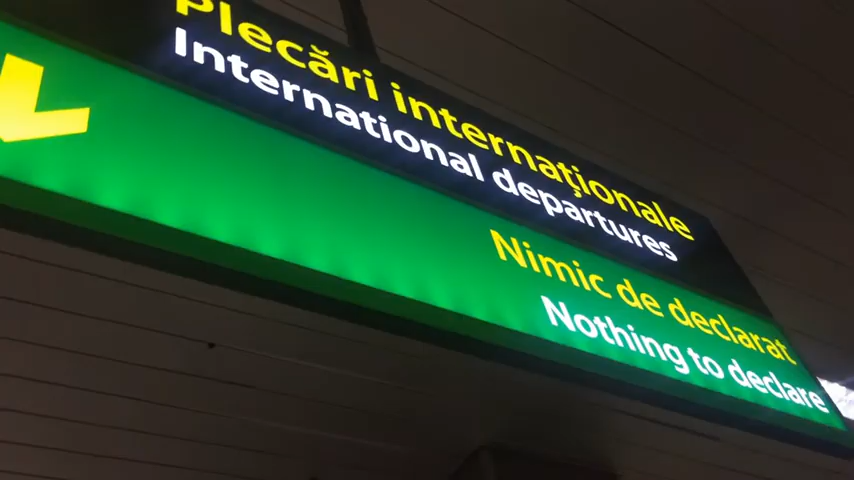 Plecări internaționale
International departures
Nimic de declarat
Nothing to declare